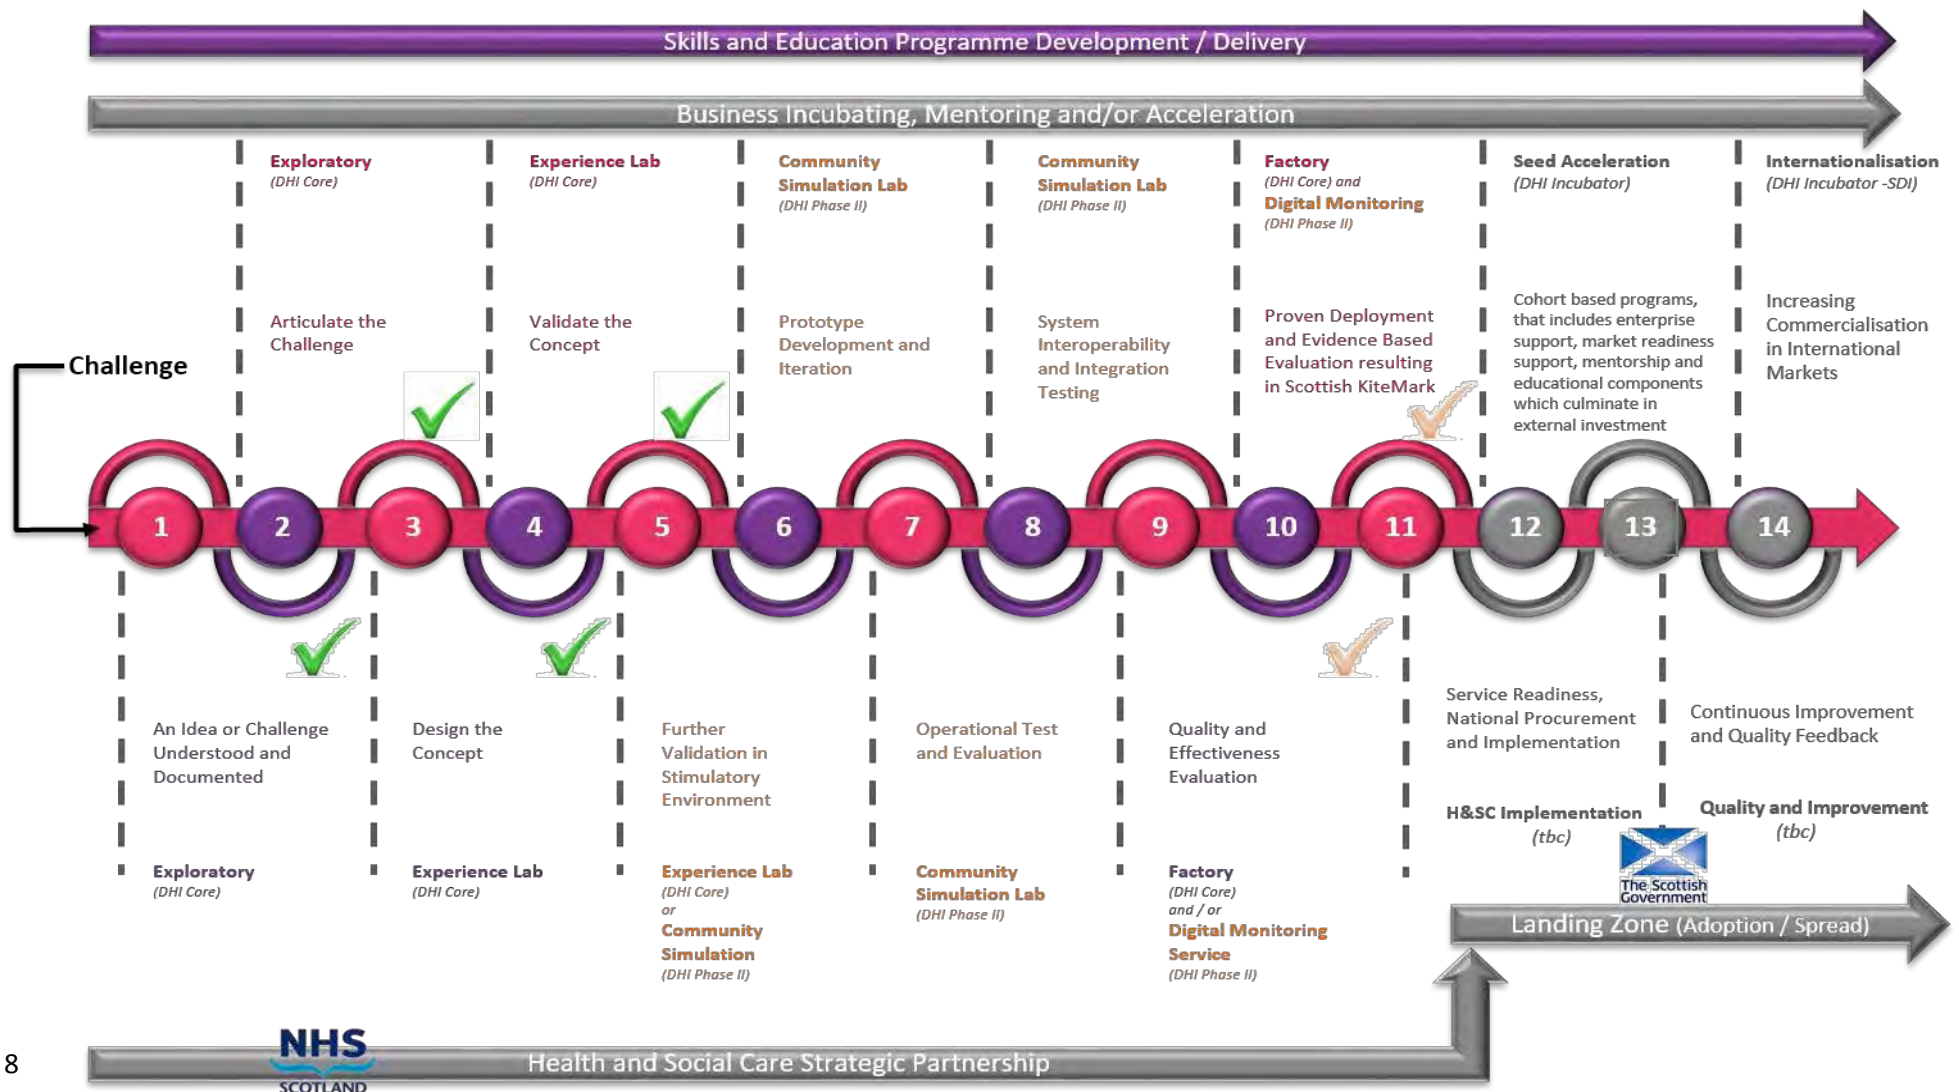 Skills and Education Programme Development / Delivery
Business Incubating, Mentoring and/or Acceleration
Exploratory
(DHI Core)
Experience Lab
(DHI Core)
Community
Simulation Lab
(DHI Phase II)
Community
Simulation Lab
(DHI Phase II)
Factory
(DHI Core) and
Digital Monitoring
(DHI Phase II)
Seed Acceleration
(DHI Incubator)
Internationalisation
(DHI Incubator -SDI)
Articulate the
Challenge
Validate the
Concept
Prototype
Development and
Iteration
System
Interoperability
and Integration
Testing
Proven Deployment
and Evidence Based
Evaluation resulting
in Scottish KiteMark
Cohort based programs,
that includes enterprise
support, market readiness
support, mentorship and
educational components
which culminate in
external investment
Increasing
Commercialisation
in International
Markets
Challenge
1
2
3
4
5
6
7
8
9
10
11
12
13
14
An Idea or Challenge
Understood and
Documented
Design the
Concept
Further
Validation in
Stimulatory
Environment
Operational Test
and Evaluation
Quality and
Effectiveness
Evaluation
Service Readiness,
National Procurement
and Implementation
Continuous Improvement
and Quality Feedback
H&SC Implementation
(tbc)
Quality and Improvement
(tbc)
Exploratory
(DHI Core)
Experience Lab
(DHI Core)
Experience Lab
(DHI Core)
or
Community
Simulation
(DHI Phase II)
Community
Simulation Lab
(DHI Phase II)
Factory
(DHI Core)
and / or
Digital Monitoring
Service
(DHI Phase II)
The Scottish
Government
Landing Zone (Adoption / Spread)
NHS
SCOTLAND
Health and Social Care Strategic Partnership
8